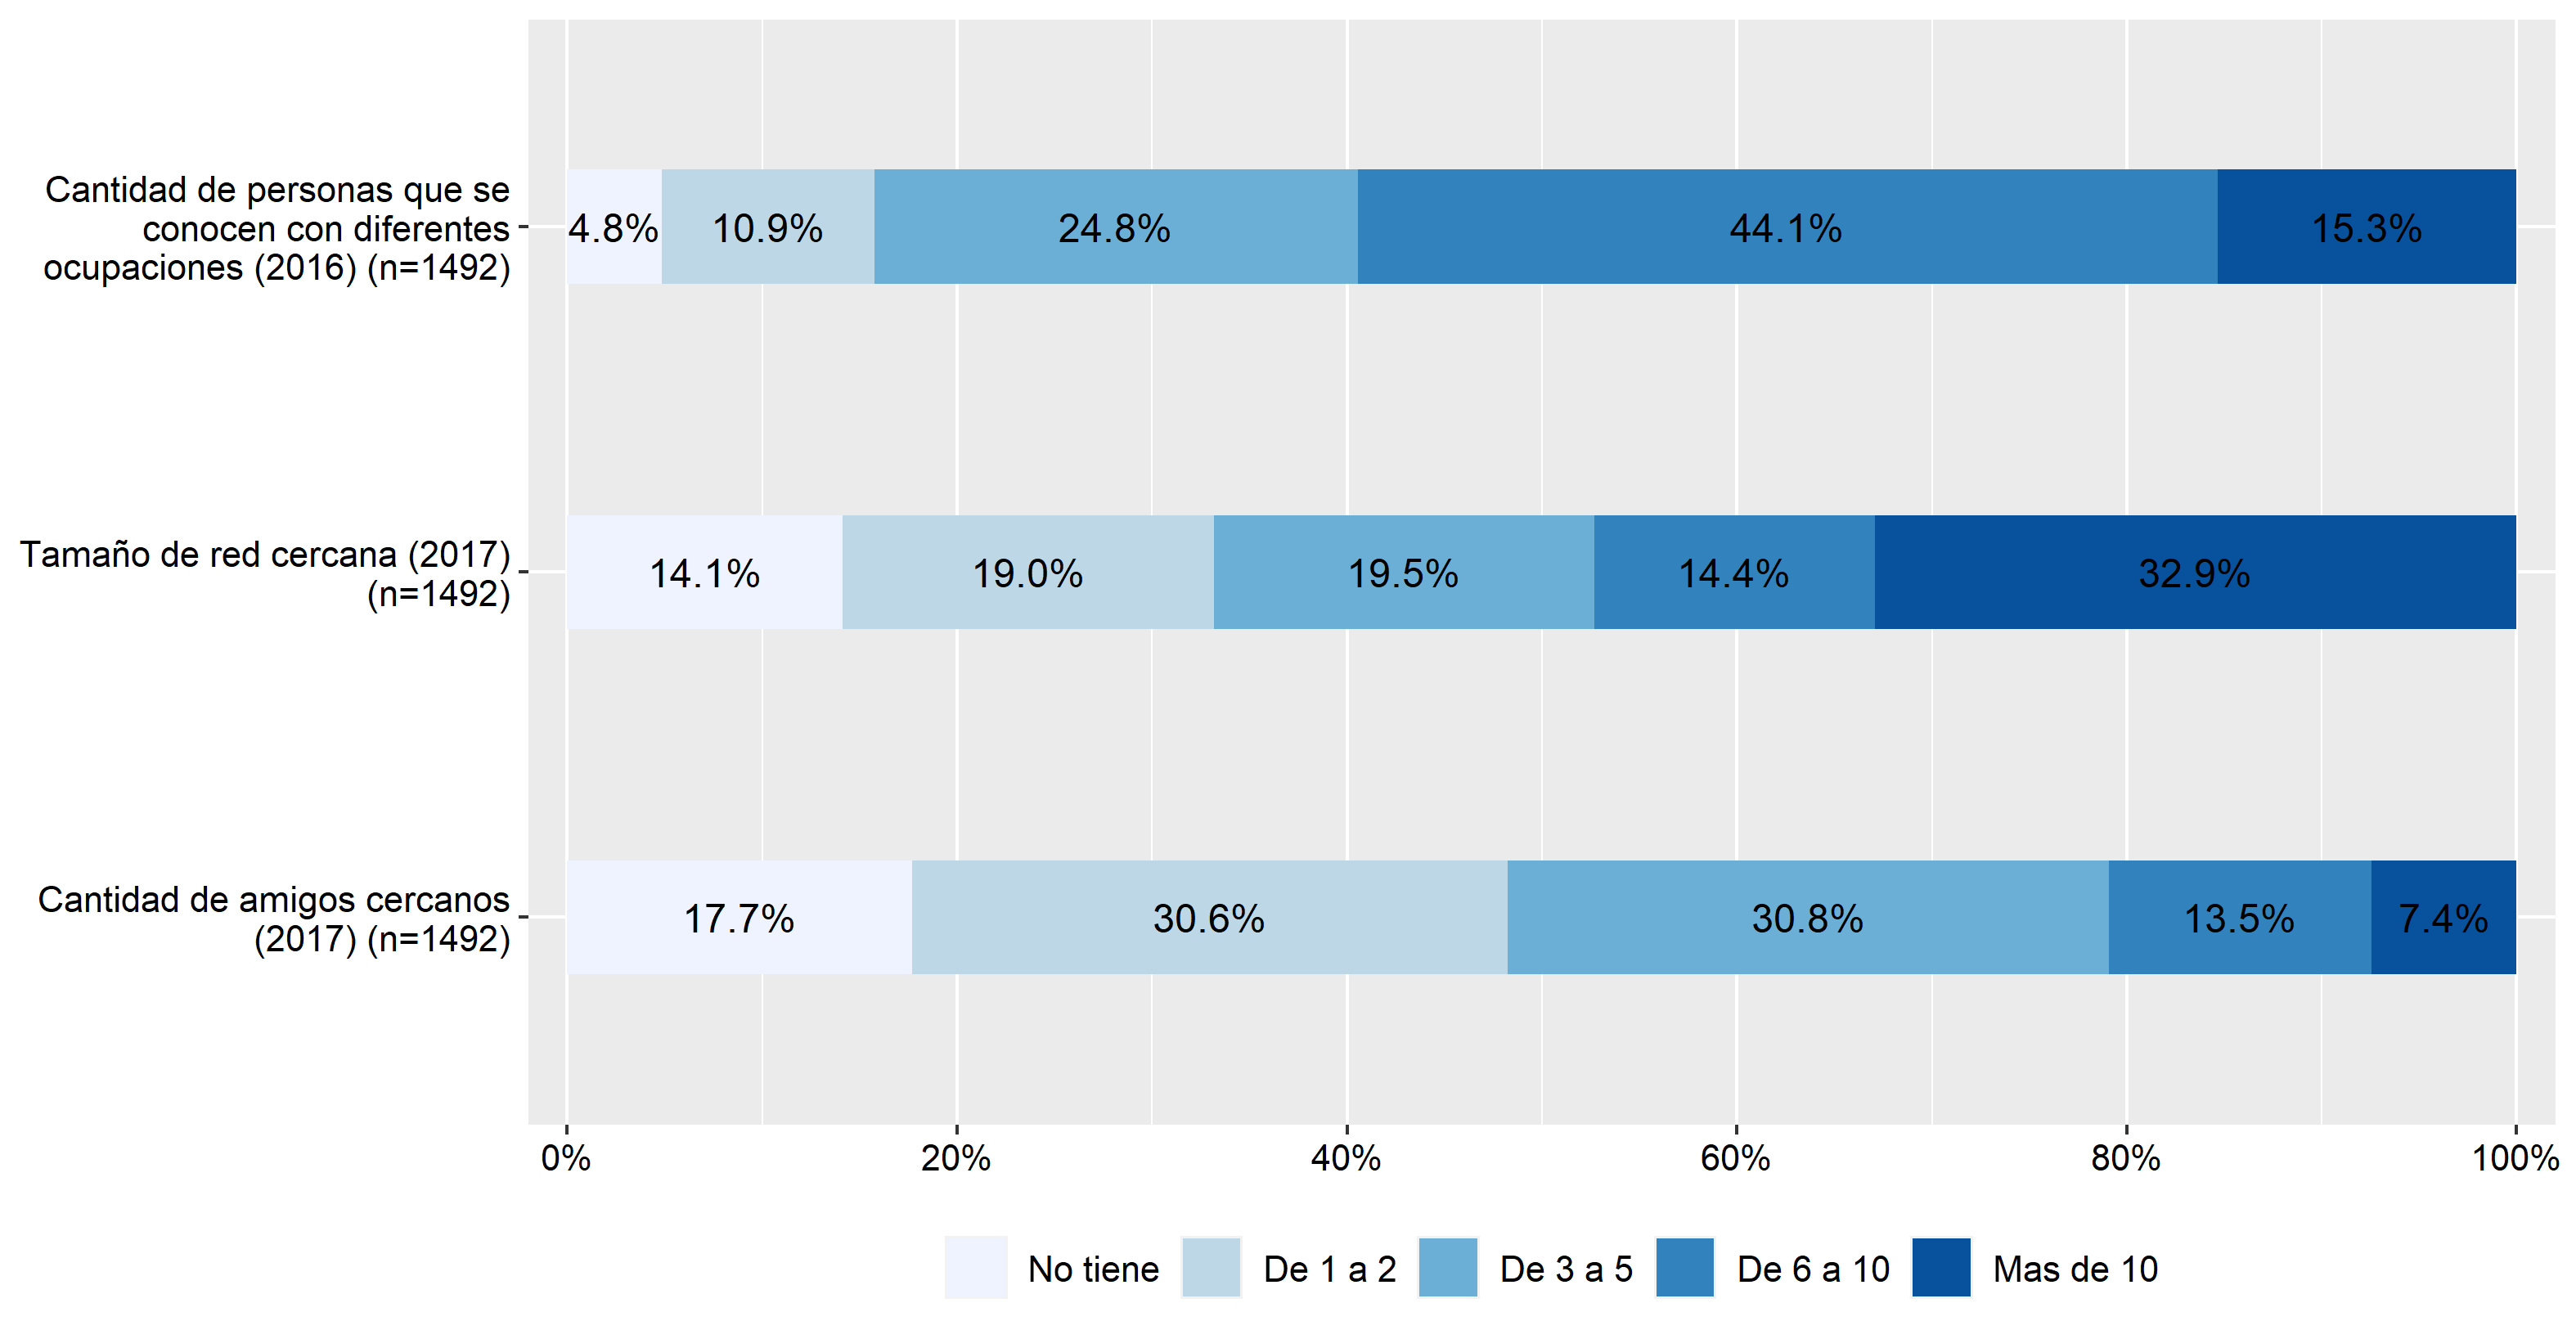 Cantidad de personas que se
conocen con diferentes
ocupaciones (2016) (n=1492)
4.8% 10.9% 24.8% 44.1% 15.3%
Tamaño de red cercana (2017)
(n=1492)
14.1% 19.0% 19.5% 14.4% 32.9%
Cantidad de amigos cercanos
(2017) (n=1492)
17.7% 30.6% 30.8% 13.5% 7.4%
0% 20% 40% 60% 80% 100%
No tiene De 1 a 2 De 3 a 5 De 6 a 10 Mas de 10